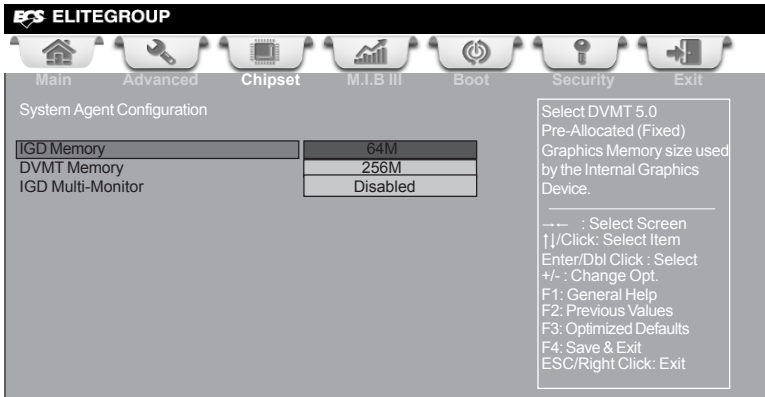 ECS ELITEGROUP
Main Advanced Chipset M.I.B III Boot Security Exit
System Agent Configuration
IGD Memory 64M
DVMT Memory 256M
IGD Multi-Monitor Disabled
Select DVMT 5.0
Pre-Allocated (Fixed)
Graphics Memory size used
by the Internal Graphics
Device.
→← : Select Screen
↑↓/Click: Select Item
Enter/Dbl Click : Select
+/- : Change Opt.
F1: General Help
F2: Previous Values
F3: Optimized Defaults
F4: Save & Exit
ESC/Right Click: Exit